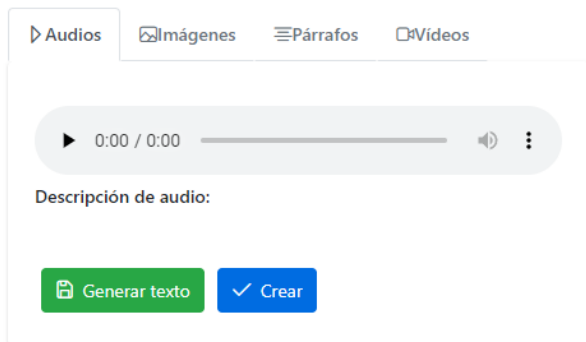 Audios Imágenes Párrafos Vídeos
0:00 / 0:00
Descripción de audio:
Generar texto Crear